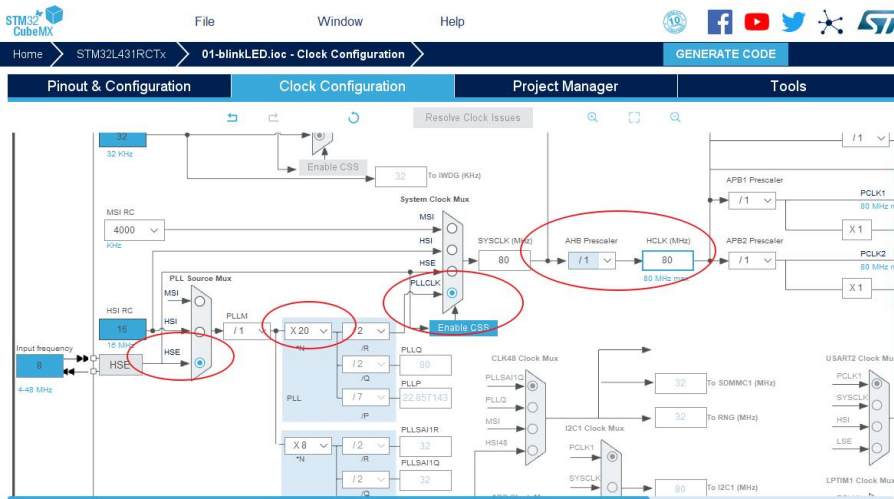 STM32
CubeMX
File
Window
Help
10
Home
STM32L431RCTx
01-blinkLED.ioc - Clock Configuration
GENERATE CODE
Pinout & Configuration
Clock Configuration
Project Manager
Tools
Resolve Clock Issues
32
32 KHz
Enable CSS
32
To IWDG (KHz)
/ 1
System Clock Mux
APB1 Prescaler
/ 1
PCLK1
80 MHz m
X 1
MSI RC
4000
KHz
MSI
HSI
HSE
PLLCLK
SYSCLK (MHz)
80
AHB Prescaler
/ 1
HCLK (MHz)
80
80 MHz max
APB2 Prescaler
/ 1
PCLK2
80 MHz m
X 1
Enable CSS
PLL Source Mux
MSI
HSI
HSE
HSI RC
16
16 MHz
Input frequency
8
4-48 MHz
HSE
PLLM
/ 1
X 20
*N
/ 2
/R
PLLQ
/ 2
80
/Q
PLLP
PLL
/ 7
22.857143
/P
PLLSAI1R
X 8
/ 2
32
*N
/R
PLLSAI1Q
/ 2
32
/Q
CLK48 Clock Mux
PLLSAI1Q
PLLQ
MSI
HSI48
32
To SDMMC1 (MHz)
32
To RNG (MHz)
I2C1 Clock Mux
PCLK1
SYSCLK
80
To I2C1 (MHz)
USART2 Clock Mu
PCLK1
SYSCL
HSI
LSE
LPTIM1 Clock Mu